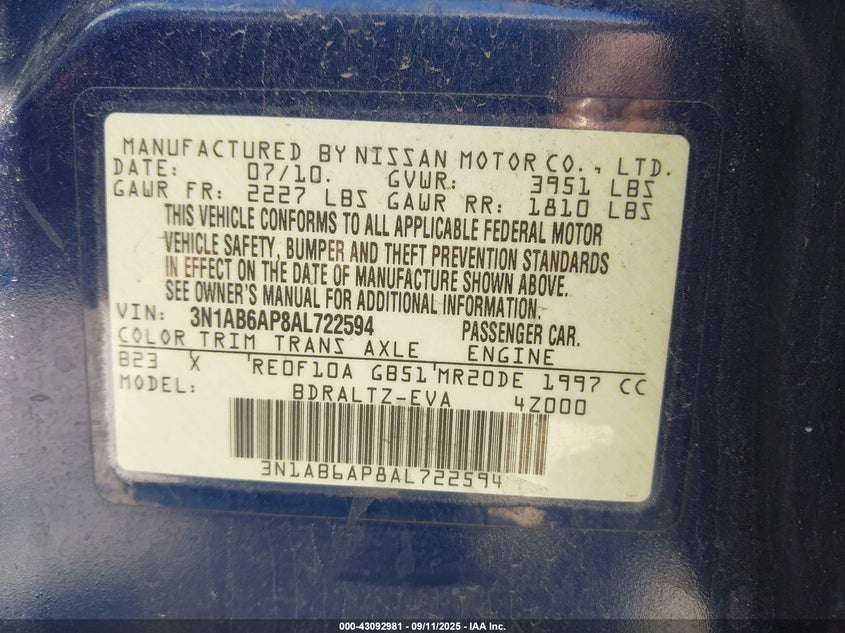 MANUFACTURED BY NISSAN MOTOR CO., LTD.
DATE: 07/10. GVWR: 3951 LBS
GAWR FR: 2227 LBS GAWR RR: 1810 LBS
THIS VEHICLE CONFORMS TO ALL APPLICABLE FEDERAL MOTOR
VEHICLE SAFETY, BUMPER AND THEFT PREVENTION STANDARDS
IN EFFECT ON THE DATE OF MANUFACTURE SHOWN ABOVE.
SEE OWNER'S MANUAL FOR ADDITIONAL INFORMATION.
VIN: 3N1AB6AP8AL722594 PASSENGER CAR.
COLOR TRIM TRANS AXLE ENGINE
B23 X 'RE0F10A GB51'MR20DE 1997 CC
MODEL: BDRALTZ-EVA 4Z000
3N1AB6AP8AL722594
000-43092981 - 09/11/2025 - IAA Inc.